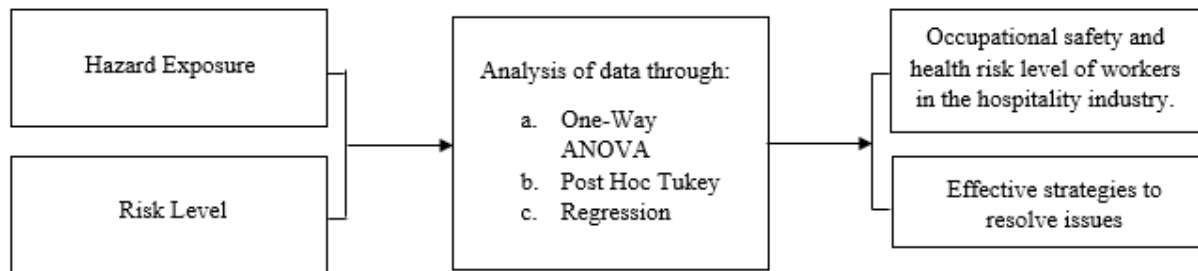 Hazard Exposure
Risk Level
Analysis of data through:
a. One-Way
ANOVA
b. Post Hoc Tukey
c. Regression
Occupational safety and
health risk level of workers
in the hospitality industry.
Effective strategies to
resolve issues